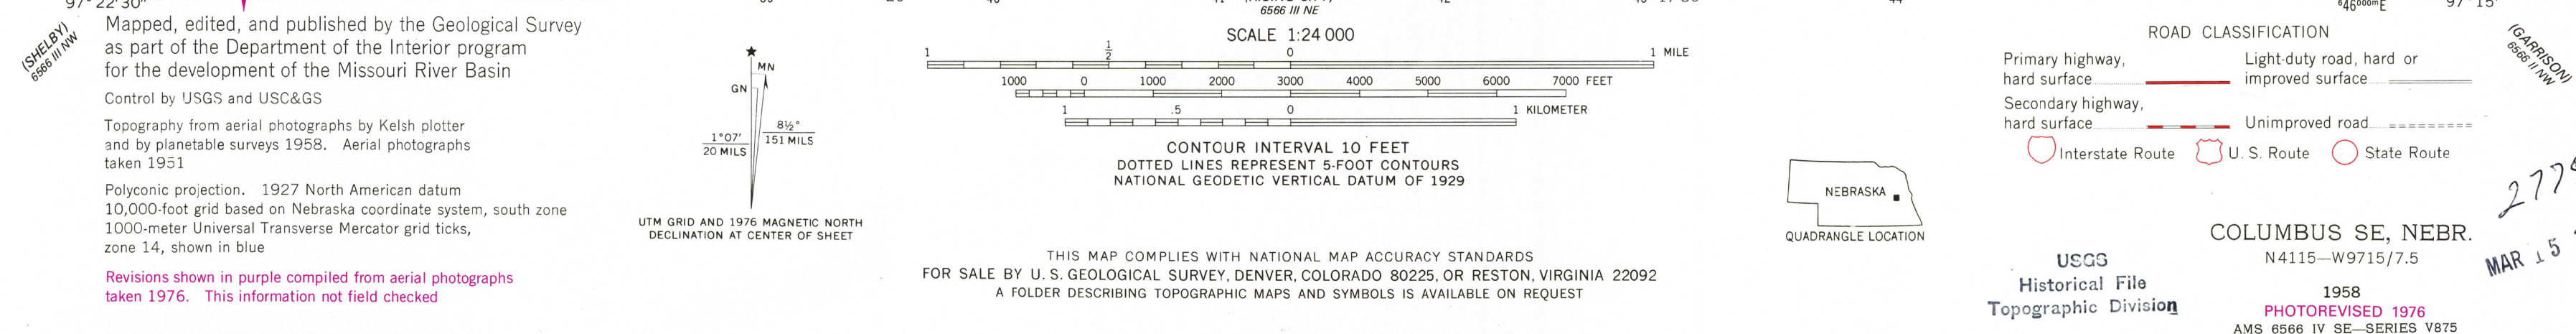 97°22'30"
(SHELBY)
6566 III NW
Mapped, edited, and published by the Geological Survey
as part of the Department of the Interior program
for the development of the Missouri River Basin
Control by USGS and USC&GS
Topography from aerial photographs by Kelsh plotter
and by planetable surveys 1958. Aerial photographs
taken 1951
Polyconic projection. 1927 North American datum
10,000-foot grid based on Nebraska coordinate system, south zone
1000-meter Universal Transverse Mercator grid ticks,
zone 14, shown in blue
Revisions shown in purple compiled from aerial photographs
taken 1976. This information not field checked
★
MN
GN
1°07'
20 MILS
8½°
151 MILS
UTM GRID AND 1976 MAGNETIC NORTH
DECLINATION AT CENTER OF SHEET
6566 III NE
SCALE 1:24 000
1 ½ 0 1 MILE
1000 0 1000 2000 3000 4000 5000 6000 7000 FEET
1 .5 0 1 KILOMETER
CONTOUR INTERVAL 10 FEET
DOTTED LINES REPRESENT 5-FOOT CONTOURS
NATIONAL GEODETIC VERTICAL DATUM OF 1929
THIS MAP COMPLIES WITH NATIONAL MAP ACCURACY STANDARDS
FOR SALE BY U. S. GEOLOGICAL SURVEY, DENVER, COLORADO 80225, OR RESTON, VIRGINIA 22092
A FOLDER DESCRIBING TOPOGRAPHIC MAPS AND SYMBOLS IS AVAILABLE ON REQUEST
NEBRASKA
QUADRANGLE LOCATION
646000mE
97°15'
(GARRISON)
6566 II NW
ROAD CLASSIFICATION
Primary highway,
hard surface
Light-duty road, hard or
improved surface
Secondary highway,
hard surface
Unimproved road
Interstate Route
U. S. Route
State Route
USGS
Historical File
Topographic Division
COLUMBUS SE, NEBR.
N4115—W9715/7.5
1958
PHOTOREVISED 1976
AMS 6566 IV SE—SERIES V875
MAR 15